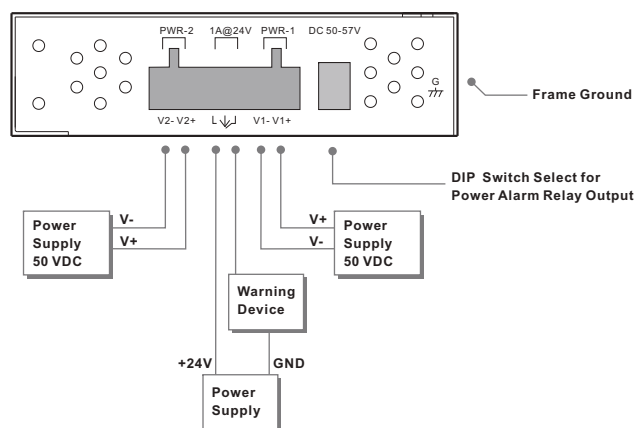 PWR-2 1A@24V PWR-1 DC 50-57V
G
Frame Ground
V2- V2+ L V1- V1+
DIP Switch Select for
Power Alarm Relay Output
V-
V+
Power
Supply
50 VDC
V+
V-
Power
Supply
50 VDC
Warning
Device
+24V GND
Power
Supply